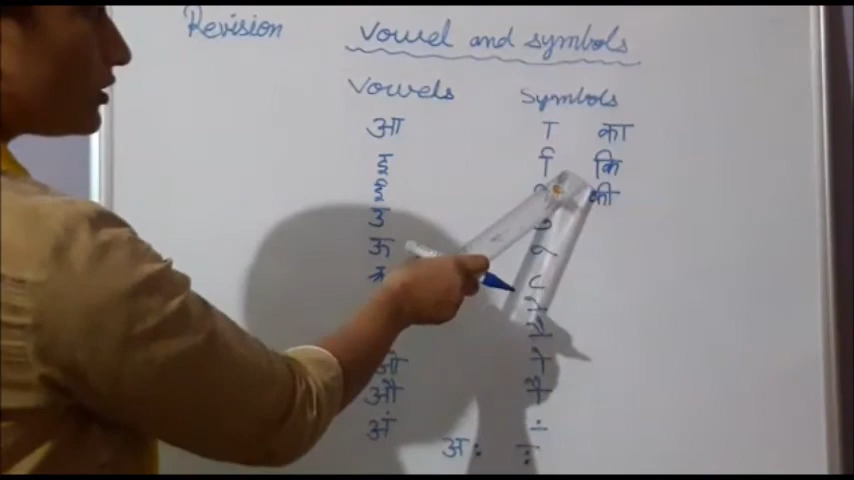 Revision
Vowel and symbols
Vowels Symbols
आ ा का
इ ि कि
ई की
उ ु
ऊ ू
ृ
े
ै
ओ ो
औ ौ
अं ं
अः ः